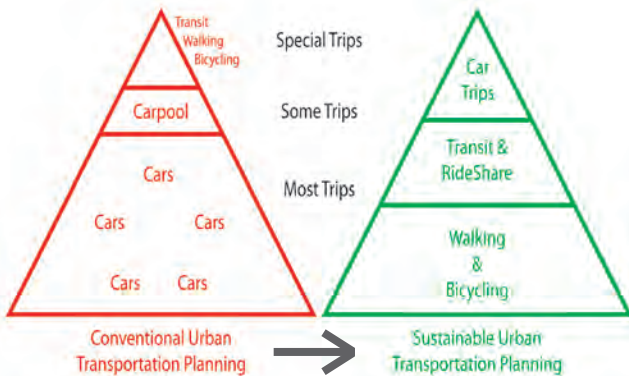 Transit
Walking
Bicycling
Carpool
Cars
Cars Cars
Cars Cars
Conventional Urban
Transportation Planning
Special Trips
Some Trips
Most Trips
Car
Trips
Transit &
RideShare
Walking
&
Bicycling
Sustainable Urban
Transportation Planning